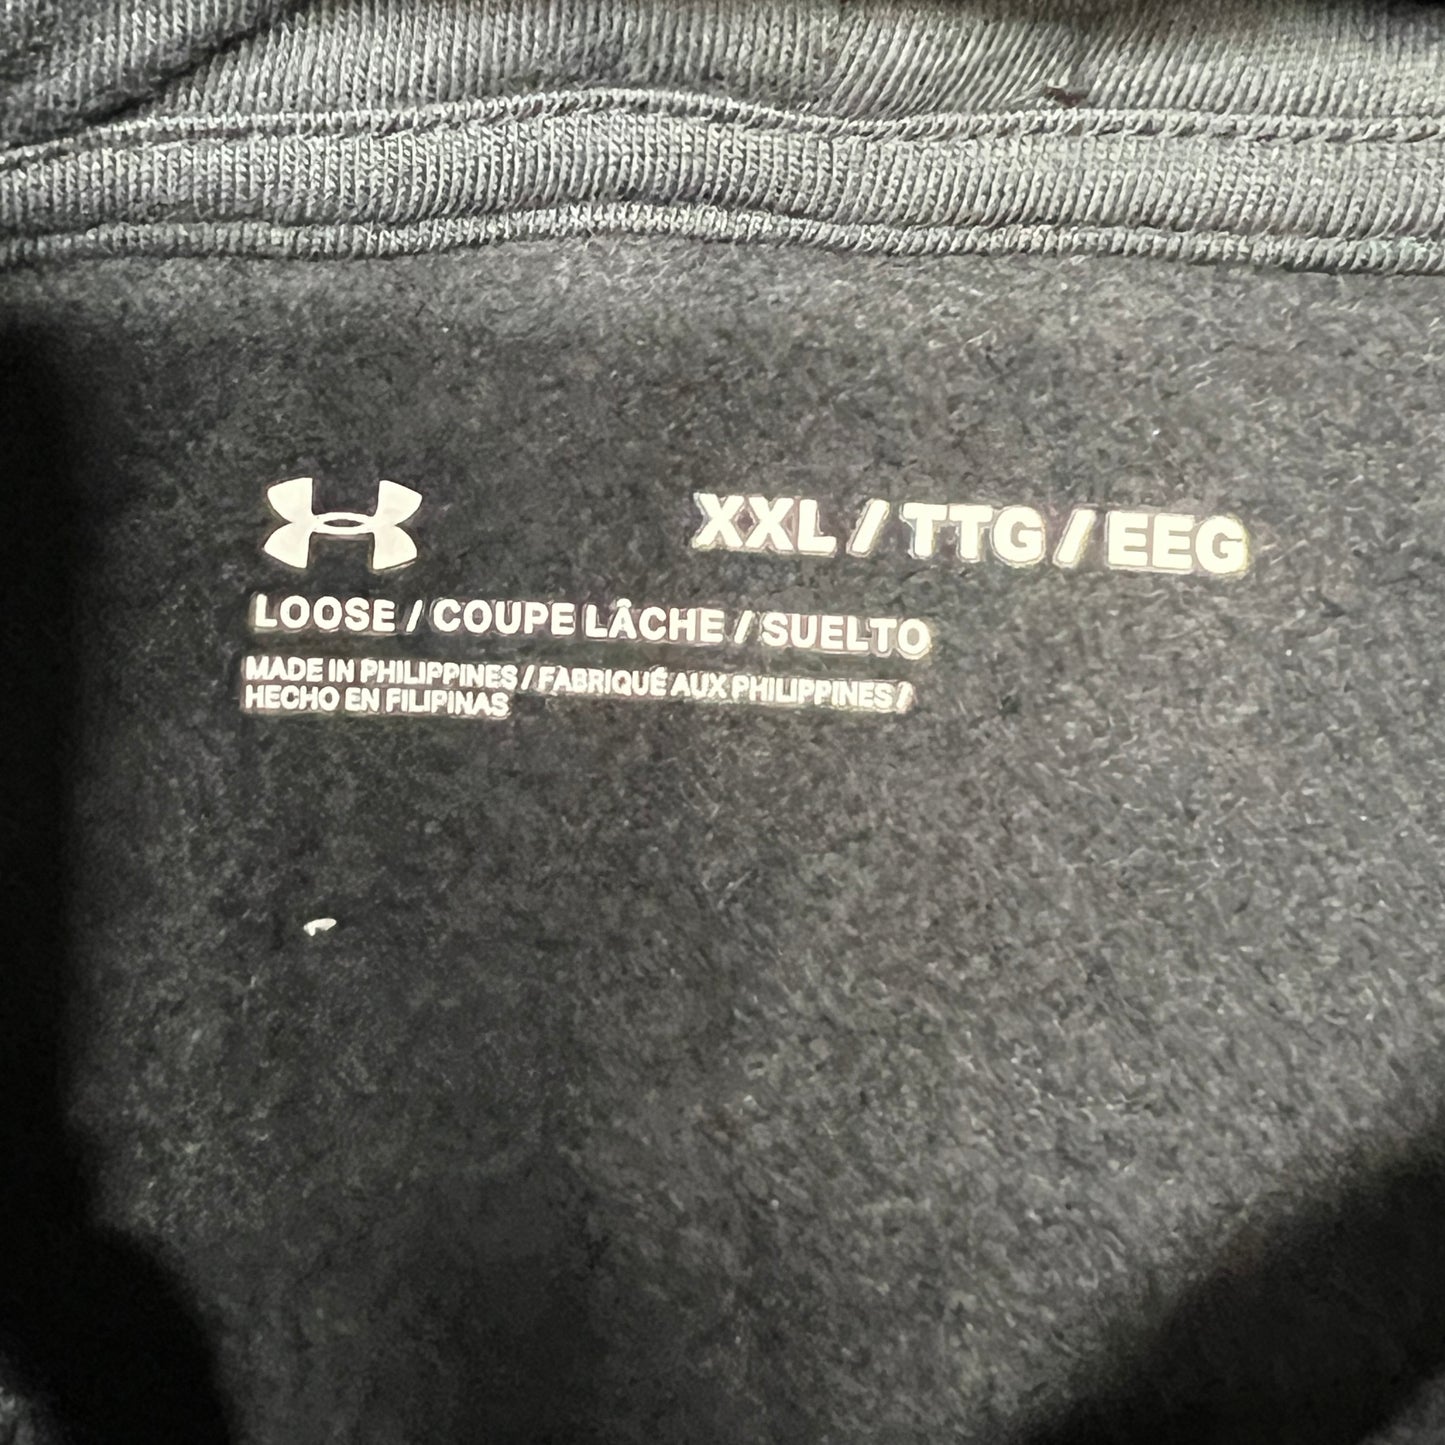 XXL / TTG / EEG
LOOSE / COUPE LÂCHE / SUELTO
MADE IN PHILIPPINES / FABRIQUÉ AUX PHILIPPINES /
HECHO EN FILIPINAS